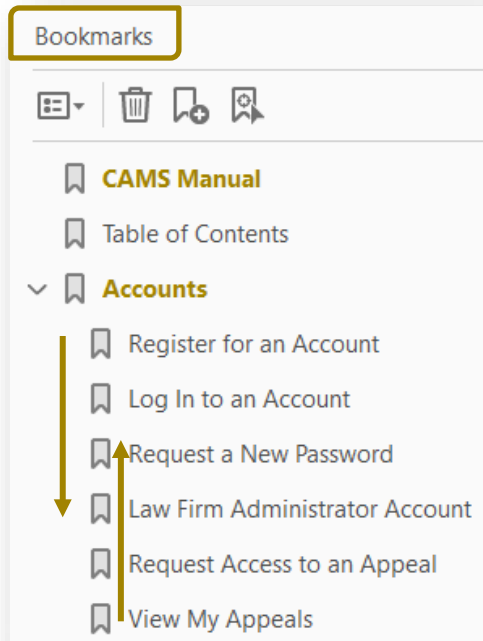 Bookmarks
CAMS Manual
Table of Contents
Accounts
Register for an Account
Log In to an Account
Request a New Password
Law Firm Administrator Account
Request Access to an Appeal
View My Appeals